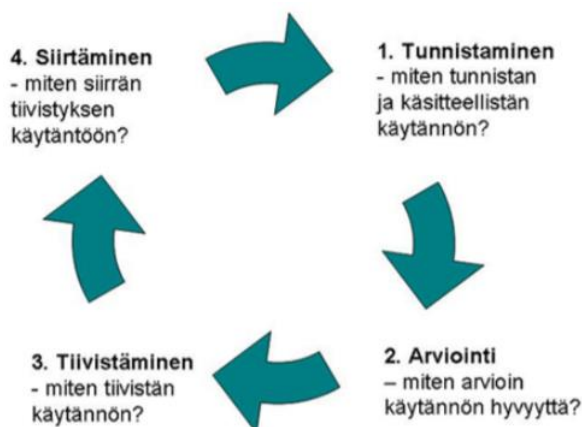 4. Siirtäminen
- miten siirrän
tiivistyksen
käytäntöön?
1. Tunnistaminen
- miten tunnistan
ja käsitteellistän
käytännön?
2. Arviointi
– miten arvioin
käytännön hyvyyttä?
3. Tiivistäminen
- miten tiivistän
käytännön?